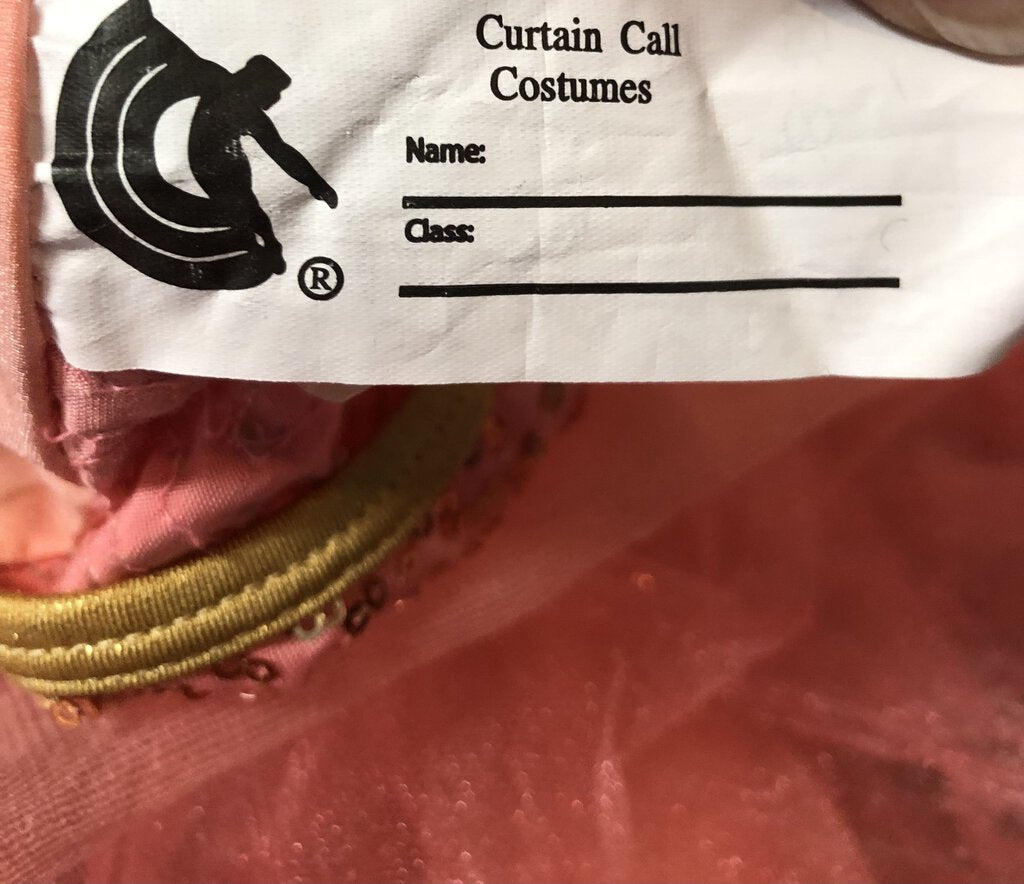 Curtain Call
Costumes
Name:
Class:
®